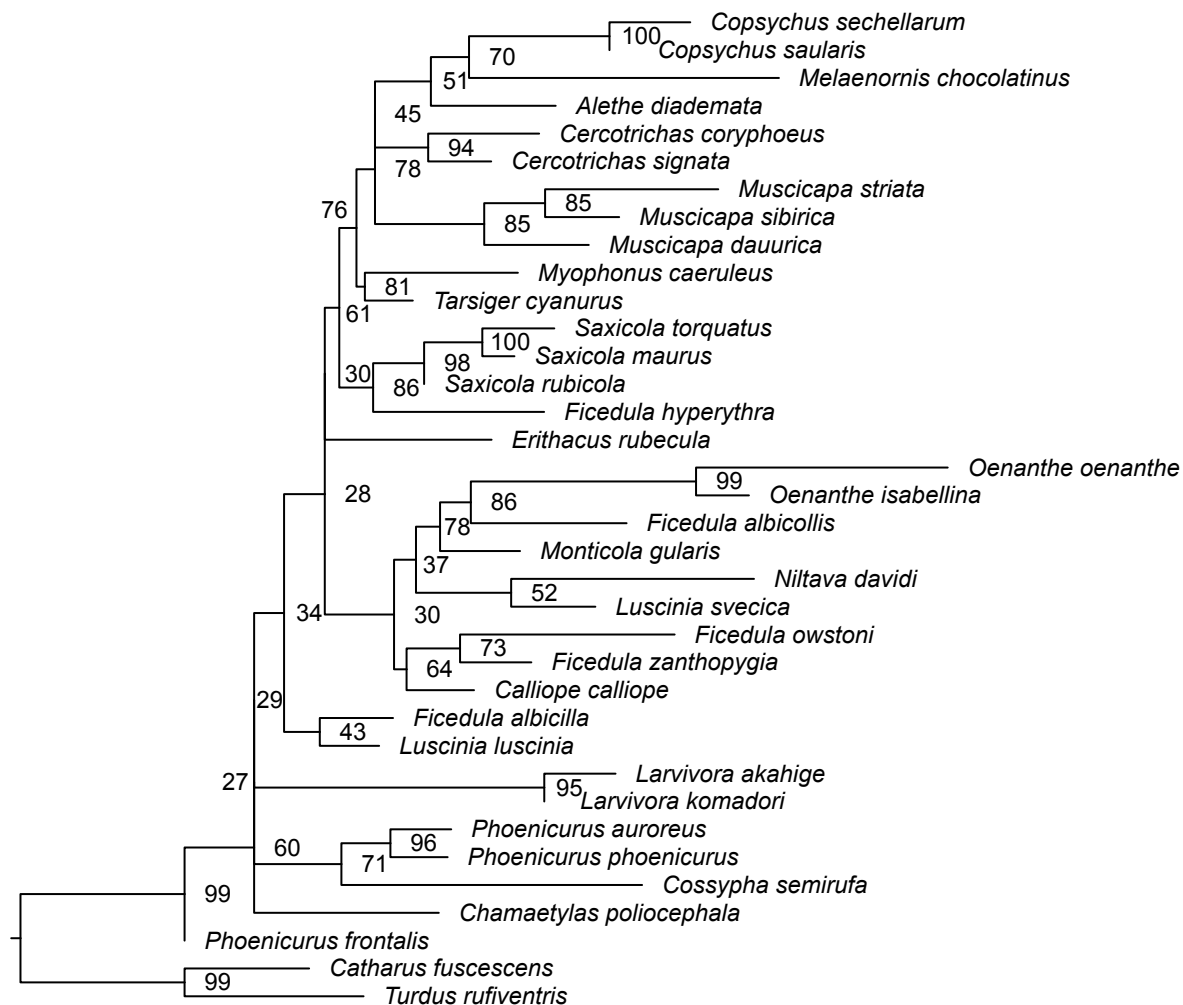 Copsychus sechellarum
100
Copsychus saularis
70
Melaenornis chocolatinus
51
Alethe diademata
45
Cercotrichas coryphoeus
94
Cercotrichas signata
78
Muscicapa striata
85
Muscicapa sibirica
76
85
Muscicapa dauurica
Myophonus caeruleus
81
Tarsiger cyanurus
61
Saxicola torquatus
100
Saxicola maurus
98
30
86
Saxicola rubicola
Ficedula hyperythra
Erithacus rubecula
Oenanthe oenanthe
99
28
Oenanthe isabellina
86
Ficedula albicollis
78
Monticola gularis
37
Niltava davidi
52
Luscinia svecica
34
30
Ficedula owstoni
73
Ficedula zanthopygia
64
Calliope calliope
29
Ficedula albicilla
43
Luscinia luscinia
Larvivora akahige
27
95
Larvivora komadori
Phoenicurus auroreus
96
60
Phoenicurus phoenicurus
71
Cossypha semirufa
99
Chamaetylas poliocephala
Phoenicurus frontalis
Catharus fuscescens
99
Turdus rufiventris